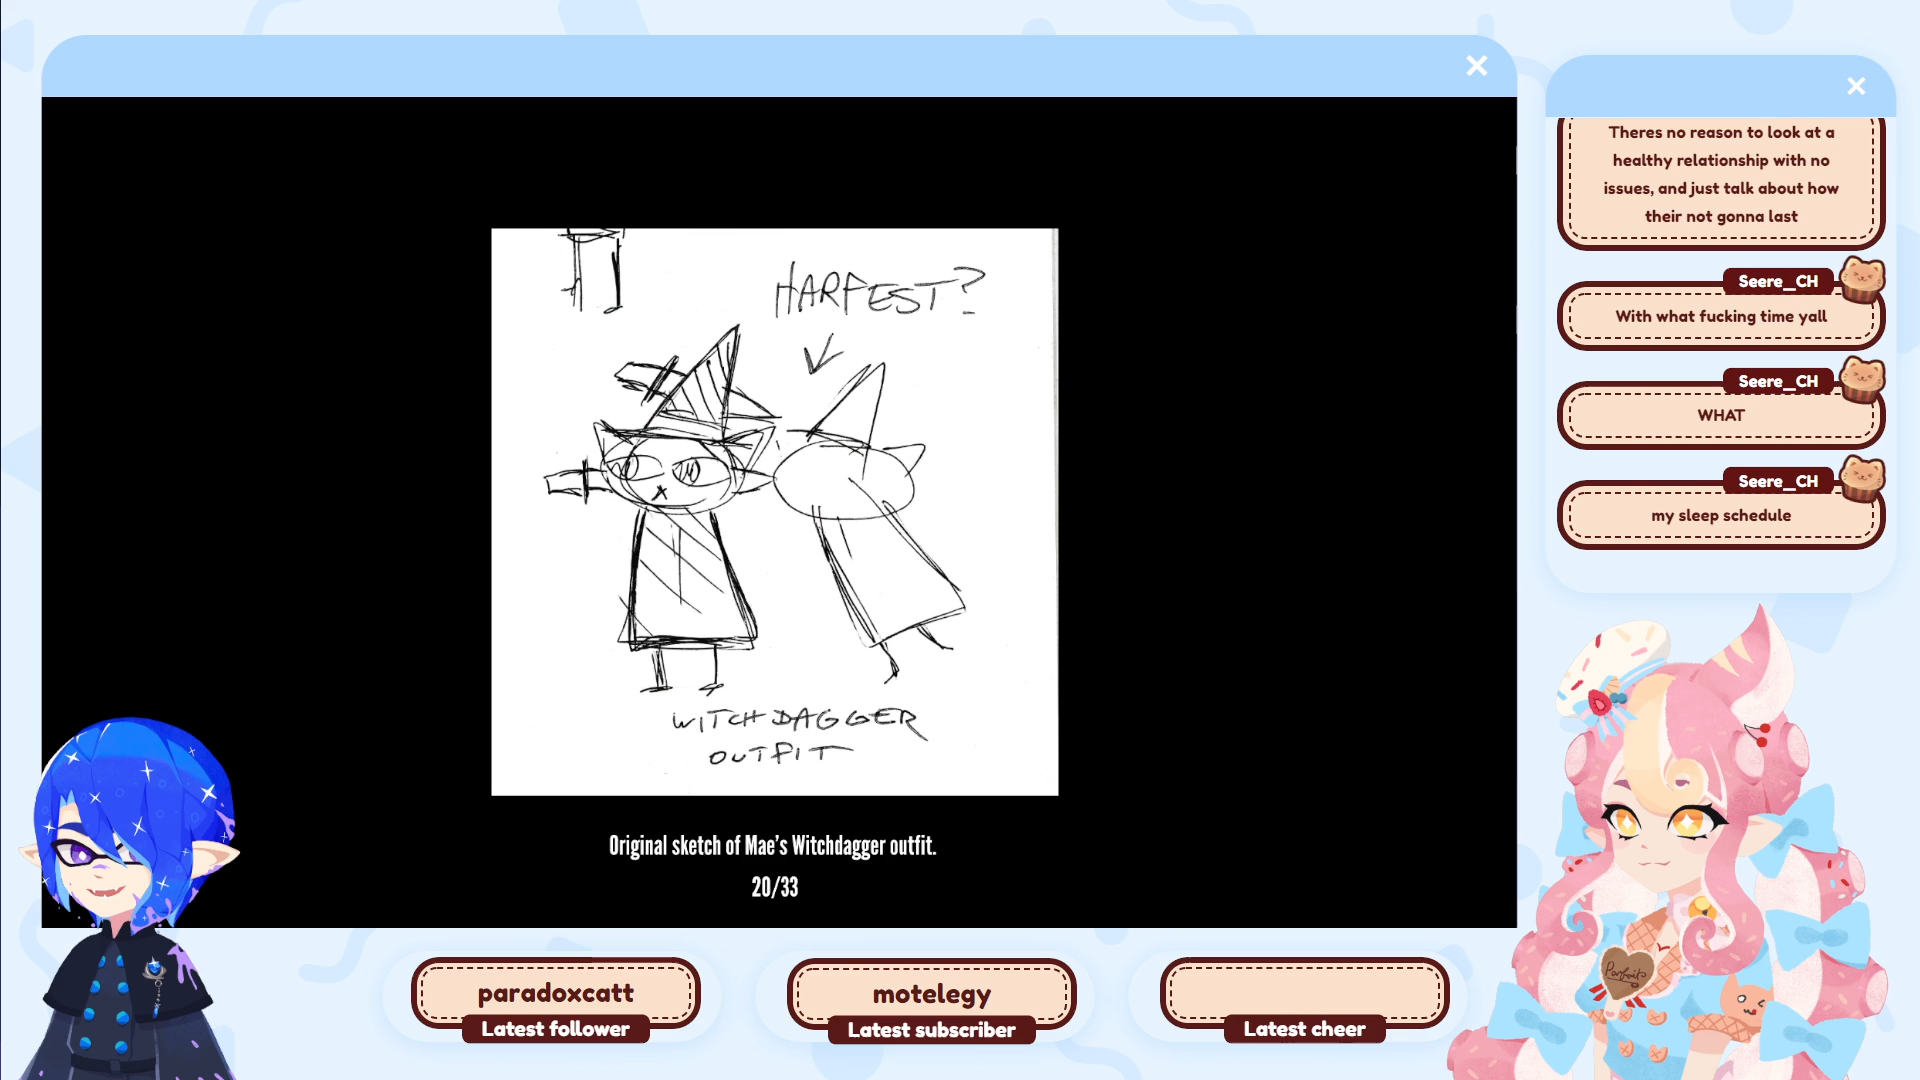 HARFEST?
WITCHDAGGER
OUTFIT
Original sketch of Mae's Witchdagger outfit.
20/33
Theres no reason to look at a
healthy relationship with no
issues, and just talk about how
their not gonna last
Seere_CH
With what fucking time yall
Seere_CH
WHAT
Seere_CH
my sleep schedule
Parfait
paradoxcatt
Latest follower
motelegy
Latest subscriber
Latest cheer